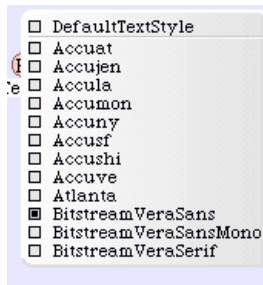 DefaultTextStyle
Accuat
Accujen
Accula
Accumon
Accuny
Accusf
Accushi
Accuve
Atlanta
BitstreamVeraSans
BitstreamVeraSansMono
BitstreamVeraSerif